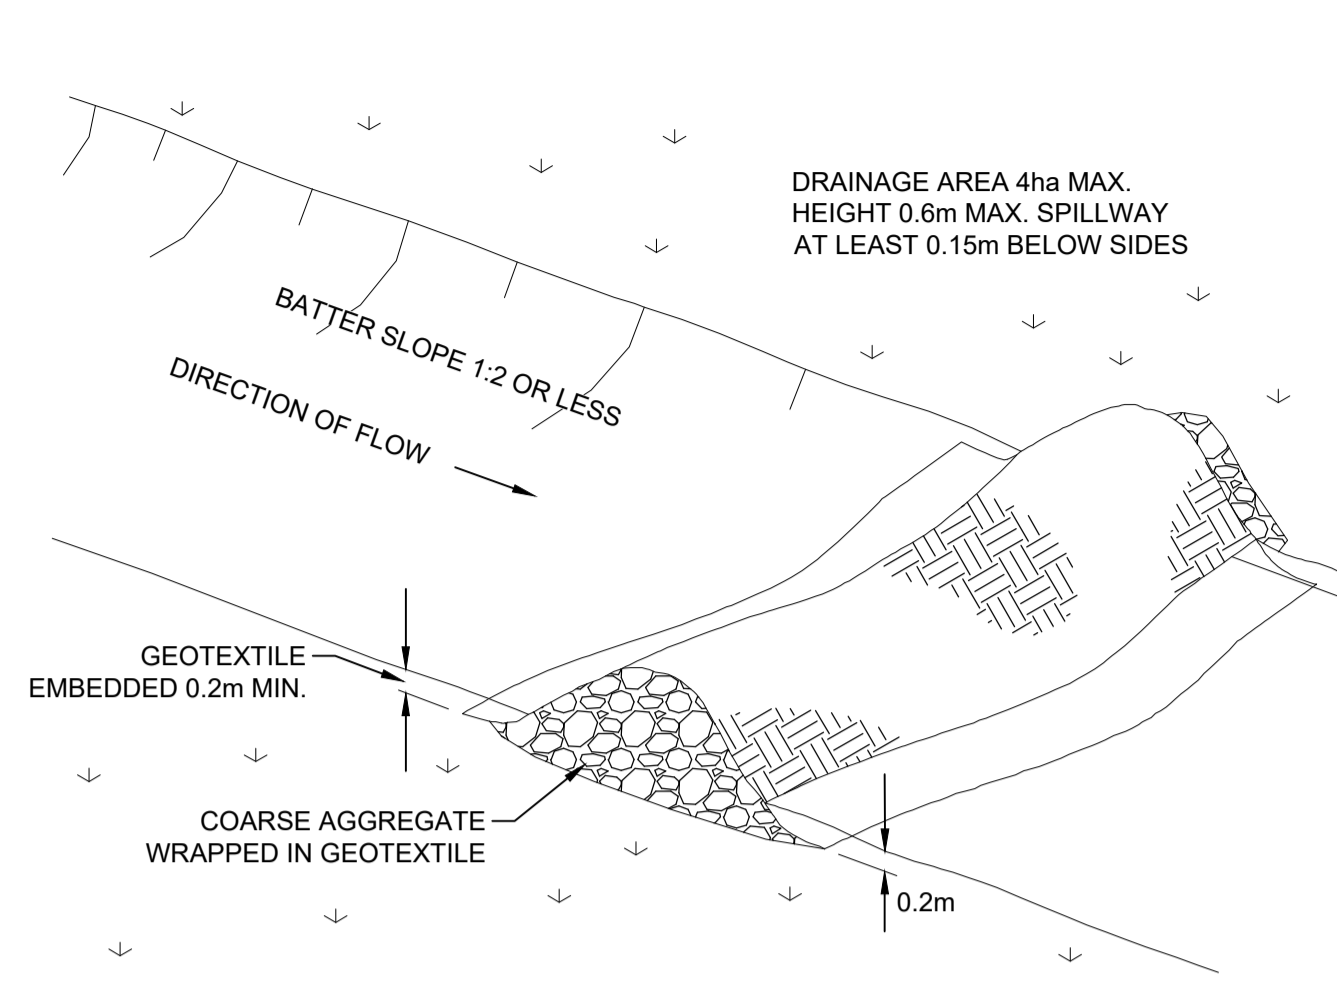 DRAINAGE AREA 4ha MAX.
HEIGHT 0.6m MAX. SPILLWAY
AT LEAST 0.15m BELOW SIDES
BATTER SLOPE 1:2 OR LESS
DIRECTION OF FLOW
GEOTEXTILE
EMBEDDED 0.2m MIN.
COARSE AGGREGATE
WRAPPED IN GEOTEXTILE
0.2m